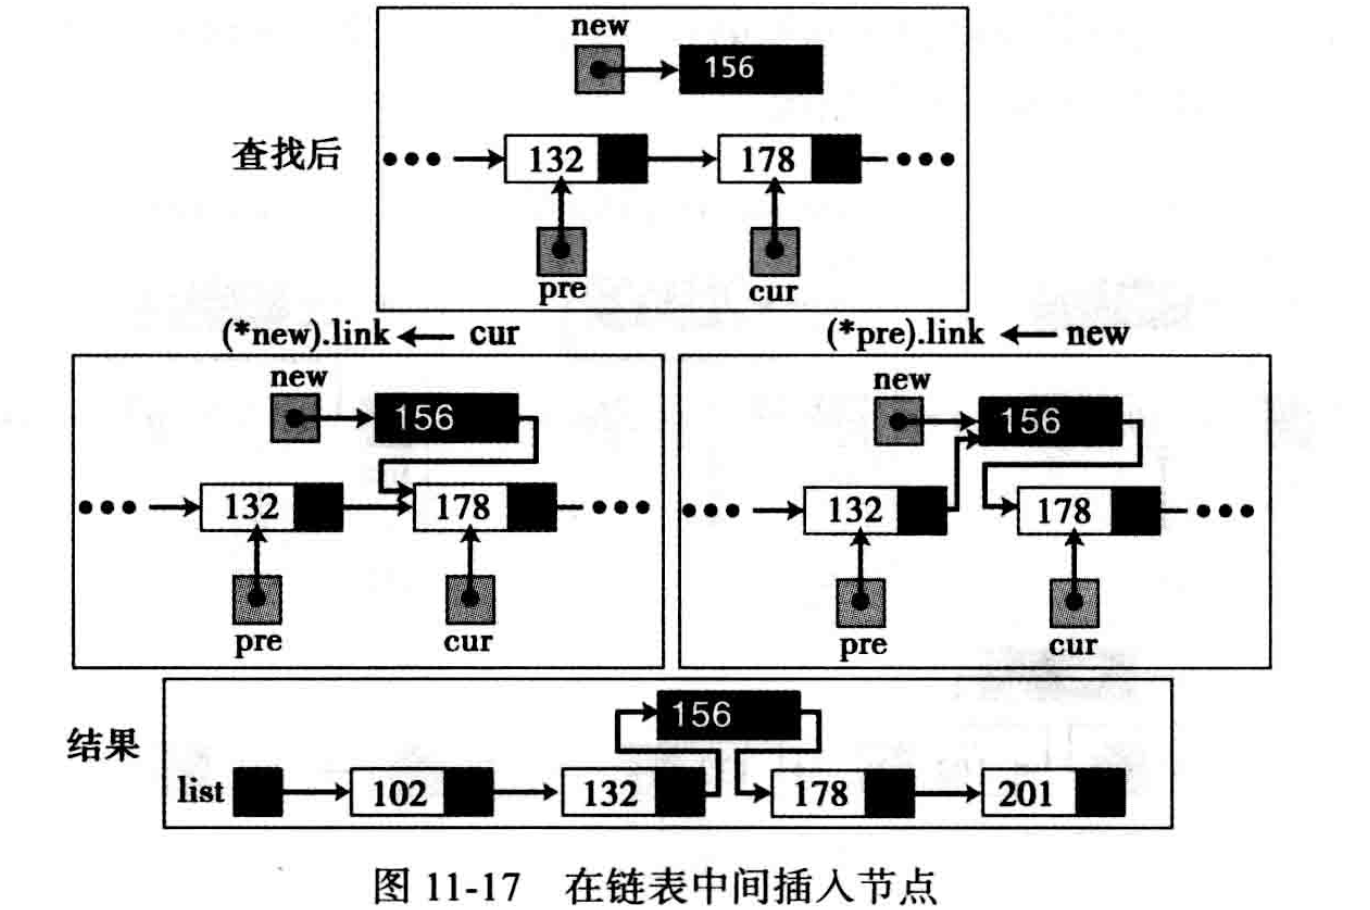 new
156
查找后
••• 132 178 •••
pre cur
(*new).link ← cur
(*pre).link ← new
new
156
••• 132 178 •••
pre cur
new
156
••• 132 178 •••
pre cur
结果
156
list 102 132 178 201
图 11-17 在链表中间插入节点